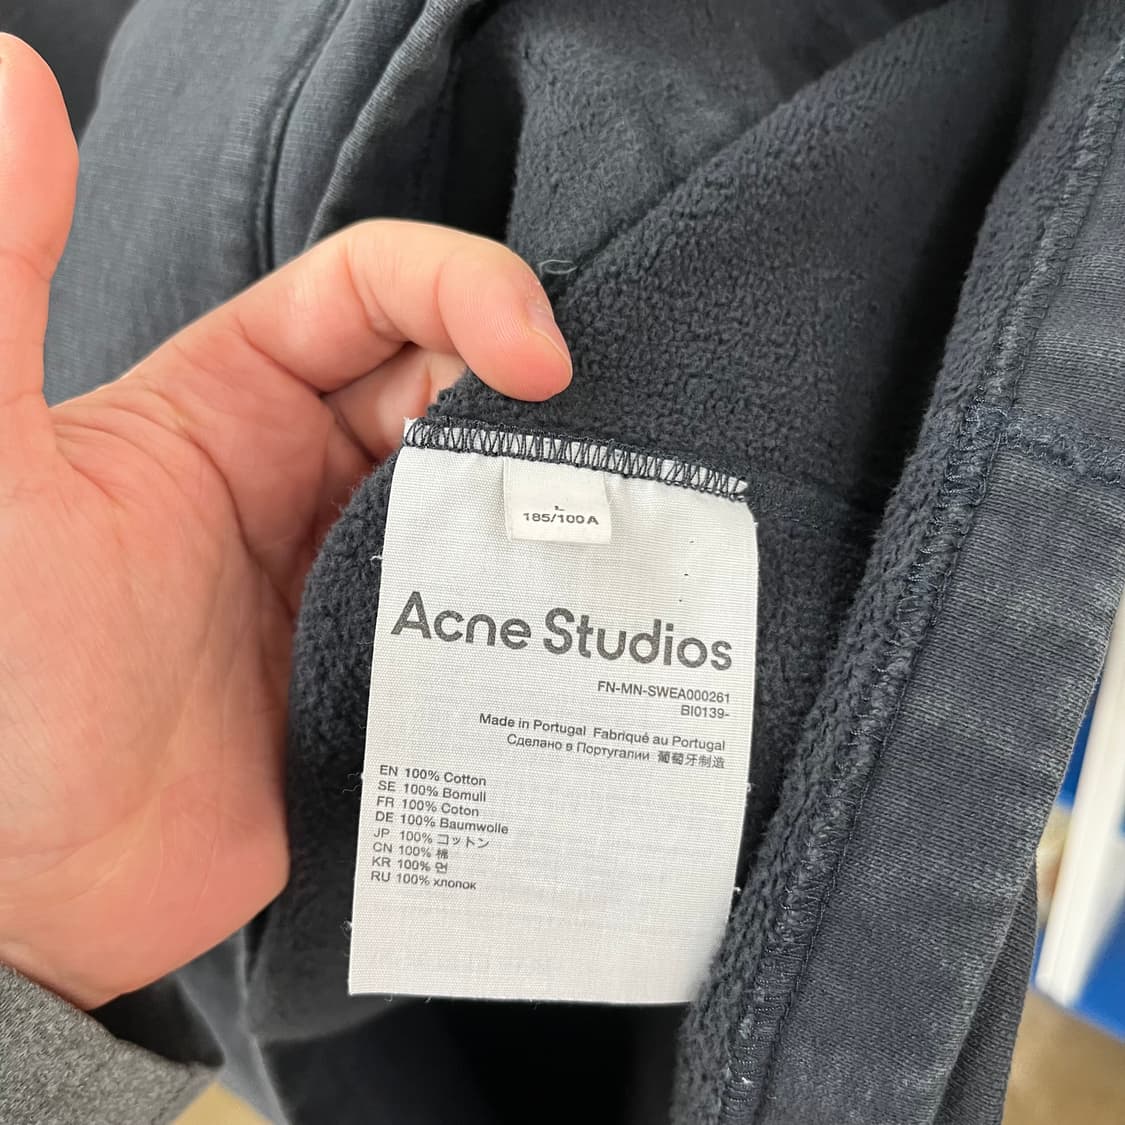 L
185/100A
Acne Studios
FN-MN-SWEA000261
BI0139-
Made in Portugal Fabriqué au Portugal
Сделано в Португалии 葡萄牙制造
EN 100% Cotton
SE 100% Bomull
FR 100% Coton
DE 100% Baumwolle
JP 100% コットン
CN 100% 棉
KR 100% 면
RU 100% хлопок